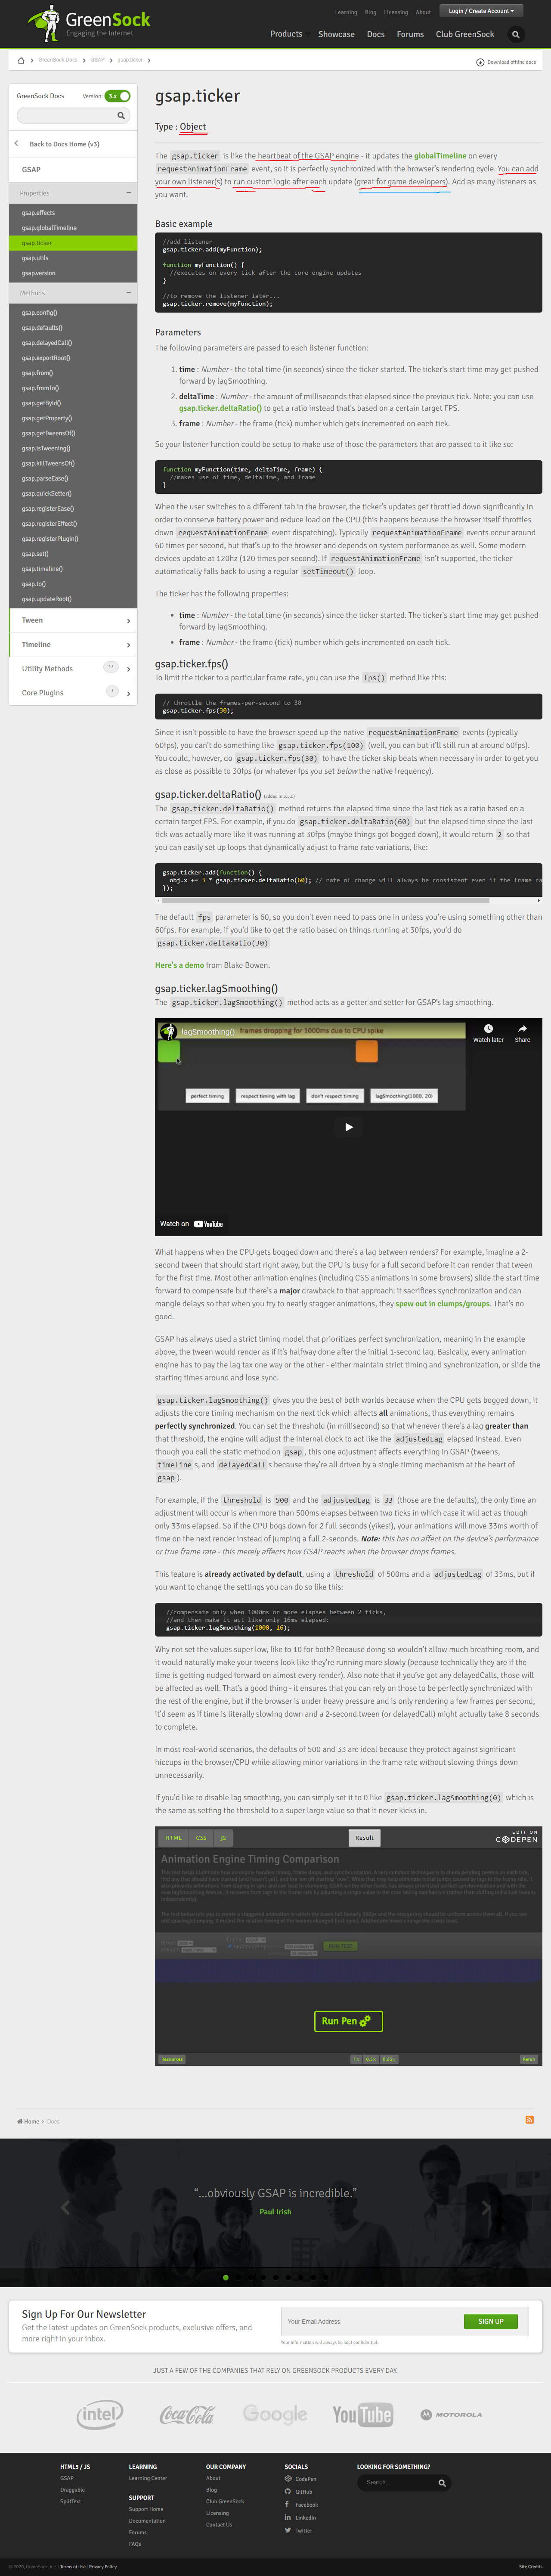 GreenSock
Engaging the Internet
Learning Blog Licensing About Login / Create Account
Products Showcase Docs Forums Club GreenSock
GreenSock Docs GSAP gsap.ticker
Download offline docs
GreenSock Docs Version: 3.x
Back to Docs Home (v3)
GSAP
Properties
gsap.effects
gsap.globalTimeline
gsap.ticker
gsap.utils
gsap.version
Methods
gsap.config()
gsap.defaults()
gsap.delayedCall()
gsap.exportRoot()
gsap.from()
gsap.fromTo()
gsap.getById()
gsap.getProperty()
gsap.getTweensOf()
gsap.isTweening()
gsap.killTweensOf()
gsap.parseEase()
gsap.quickSetter()
gsap.registerEase()
gsap.registerEffect()
gsap.registerPlugin()
gsap.set()
gsap.timeline()
gsap.to()
gsap.updateRoot()
Tween
Timeline
Utility Methods
Core Plugins
gsap.ticker
Type : Object
The gsap.ticker is like the heartbeat of the GSAP engine - it updates the globalTimeline on every
requestAnimationFrame event, so it is perfectly synchronized with the browser's rendering cycle. You can add
your own listener(s) to run custom logic after each update (great for game developers). Add as many listeners as
you want.
Basic example
//add listener
gsap.ticker.add(myFunction);
function myFunction() {
//executes on every tick after the core engine updates
}
//to remove the listener later...
gsap.ticker.remove(myFunction);
Parameters
The following parameters are passed to each listener function:
1. time : Number - the total time (in seconds) since the ticker started. The ticker's start time may get pushed
forward by lagSmoothing.
2. deltaTime : Number - the amount of milliseconds that elapsed since the previous tick. Note: you can use
gsap.ticker.deltaRatio() to get a ratio instead that's based on a certain target FPS.
3. frame : Number - the frame (tick) number which gets incremented on each tick.
So your listener function could be setup to make use of those the parameters that are passed to it like so:
function myFunction(time, deltaTime, frame) {
//makes use of time, deltaTime, and frame
}
When the user switches to a different tab in the browser, the ticker's updates get throttled down significantly in
order to conserve battery power and reduce load on the CPU (this happens because the browser itself throttles
down requestAnimationFrame event dispatching). Typically requestAnimationFrame events occur around
60 times per second, but that's up to the browser and depends on system performance as well. Some modern
devices update at 120hz (120 times per second). If requestAnimationFrame isn't supported, the ticker
automatically falls back to using a regular setTimeout() loop.
The ticker has the following properties:
• time : Number - the total time (in seconds) since the ticker started. The ticker's start time may get pushed
forward by lagSmoothing.
• frame : Number - the frame (tick) number which gets incremented on each tick.
gsap.ticker.fps()
To limit the ticker to a particular frame rate, you can use the fps() method like this:
// throttle the frames-per-second to 30
gsap.ticker.fps(30);
Since it isn't possible to have the browser speed up the native requestAnimationFrame events (typically
60fps), you can't do something like gsap.ticker.fps(100) (well, you can but it'll still run at around 60fps).
You could, however, do gsap.ticker.fps(30) to have the ticker skip beats when necessary in order to get you
as close as possible to 30fps (or whatever fps you set below the native frequency).
gsap.ticker.deltaRatio() (added in 3.5.0)
The gsap.ticker.deltaRatio() method returns the elapsed time since the last tick as a ratio based on a
certain target FPS. For example, if you do gsap.ticker.deltaRatio(60) but the elapsed time since the last
tick was actually more like it was running at 30fps (maybe things got bogged down), it would return 2 so that
you can easily set up loops that dynamically adjust to frame rate variations, like:
gsap.ticker.add(function() {
obj.x += 3 * gsap.ticker.deltaRatio(60); // rate of change will always be consistent even if the frame ra
});
The default fps parameter is 60, so you don't even need to pass one in unless you're using something other than
60fps. For example, if you'd like to get the ratio based on things running at 30fps, you'd do
gsap.ticker.deltaRatio(30)
Here's a demo from Blake Bowen.
gsap.ticker.lagSmoothing()
The gsap.ticker.lagSmoothing() method acts as a getter and setter for GSAP's lag smoothing.
lagSmoothing() frames dropping for 1000ms due to CPU spike
Watch later Share
perfect timing respect timing with lag don't respect timing lagSmoothing(1000, 20)
Watch on YouTube
What happens when the CPU gets bogged down and there's a lag between renders? For example, imagine a 2-
second tween that should start right away, but the CPU is busy for a full second before it can render that tween
for the first time. Most other animation engines (including CSS animations in some browsers) slide the start time
forward to compensate but there's a major drawback to that approach: it sacrifices synchronization and can
mangle delays so that when you try to neatly stagger animations, they spew out in clumps/groups. That's no
good.
GSAP has always used a strict timing model that prioritizes perfect synchronization, meaning in the example
above, the tween would render as if it's halfway done after the initial 1-second lag. Basically, every animation
engine has to pay the lag tax one way or the other - either maintain strict timing and synchronization, or slide the
starting times around and lose sync.
gsap.ticker.lagSmoothing() gives you the best of both worlds because when the CPU gets bogged down, it
adjusts the core timing mechanism on the next tick which affects all animations, thus everything remains
perfectly synchronized. You can set the threshold (in millisecond) so that whenever there's a lag greater than
that threshold, the engine will adjust the internal clock to act like the adjustedLag elapsed instead. Even
though you call the static method on gsap, this one adjustment affects everything in GSAP (tweens,
timeline s, and delayedCall s because they're all driven by a single timing mechanism at the heart of
gsap ).
For example, if the threshold is 500 and the adjustedLag is 33 (those are the defaults), the only time an
adjustment will occur is when more than 500ms elapses between two ticks in which case it will act as though
only 33ms elapsed. So if the CPU bogs down for 2 full seconds (yikes!), your animations will move 33ms worth of
time on the next render instead of jumping a full 2-seconds. Note: this has no affect on the device's performance
or true frame rate - this merely affects how GSAP reacts when the browser drops frames.
This feature is already activated by default, using a threshold of 500ms and a adjustedLag of 33ms, but if
you want to change the settings you can do so like this:
//compensate only when 1000ms or more elapses between 2 ticks,
//and then make it act like only 16ms elapsed:
gsap.ticker.lagSmoothing(1000, 16);
Why not set the values super low, like to 10 for both? Because doing so wouldn't allow much breathing room, and
it would naturally make your tweens look like they're running more slowly (because technically they are if the
time is getting nudged forward on almost every render). Also note that if you've got any delayedCalls, those will
be affected as well. That's a good thing - it ensures that you can rely on those to be perfectly synchronized with
the rest of the engine, but if the browser is under heavy pressure and is only rendering a few frames per second,
it'd seem as if time is literally slowing down and a 2-second tween (or delayedCall) might actually take 8 seconds
to complete.
In most real-world scenarios, the defaults of 500 and 33 are ideal because they protect against significant
hiccups in the browser/CPU while allowing minor variations in the frame rate without slowing things down
unnecessarily.
If you'd like to disable lag smoothing, you can simply set it to 0 like gsap.ticker.lagSmoothing(0) which is
the same as setting the threshold to a super large value so that it never kicks in.
HTML CSS JS Result EDIT ON CODEPEN
Animation Engine Timing Comparison
Run Pen
Resources 1x 0.5x 0.25x Rerun
Home Docs
“...obviously GSAP is incredible.”
Paul Irish
Sign Up For Our Newsletter
Get the latest updates on GreenSock products, exclusive offers, and
more right in your inbox.
Your Email Address SIGN UP
Your information will always be kept confidential.
JUST A FEW OF THE COMPANIES THAT RELY ON GREENSOCK PRODUCTS EVERY DAY.
intel Coca-Cola Google YouTube MOTOROLA
HTML5 / JS
GSAP
Draggable
SplitText
LEARNING
Learning Center
SUPPORT
Support Home
Documentation
Forums
FAQs
OUR COMPANY
About
Blog
Club GreenSock
Licensing
Contact Us
SOCIALS
CodePen
GitHub
Facebook
LinkedIn
Twitter
LOOKING FOR SOMETHING?
Search...
© 2020, GreenSock, Inc. | Terms of Use | Privacy Policy
Site Credits